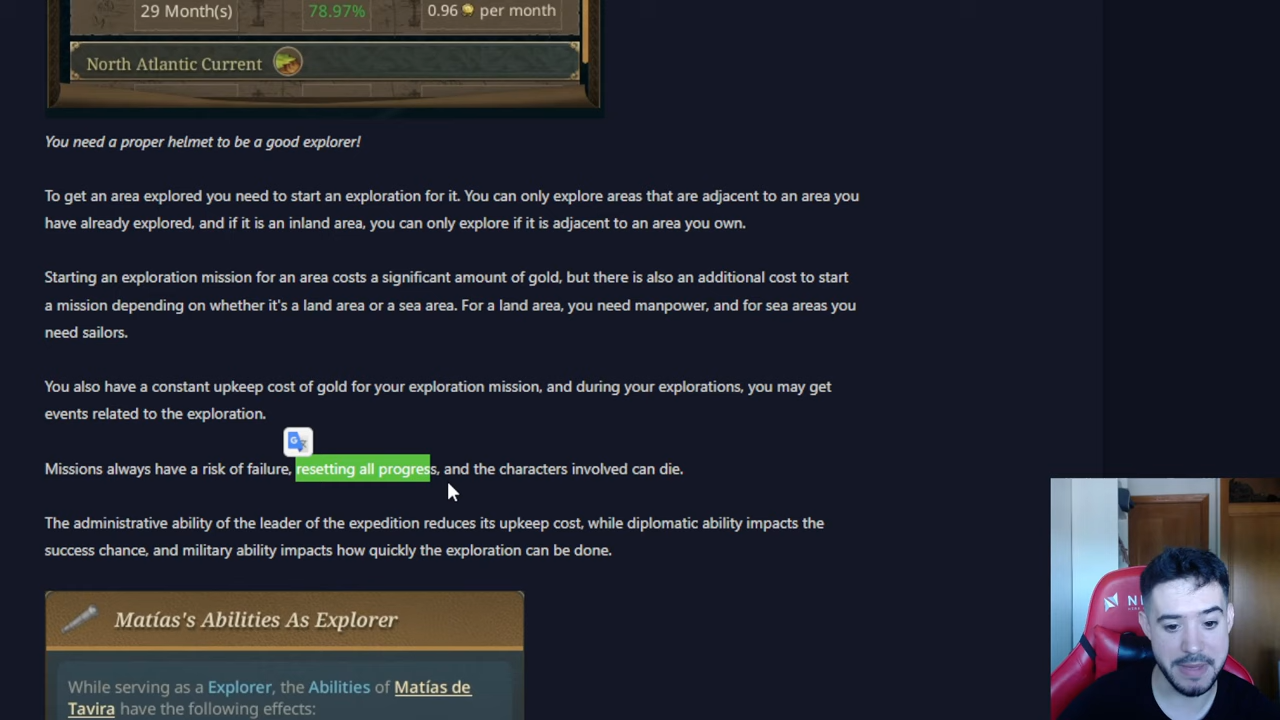 29 Month(s) 78.97% 0.96 per month
North Atlantic Current
You need a proper helmet to be a good explorer!
To get an area explored you need to start an exploration for it. You can only explore areas that are adjacent to an area you
have already explored, and if it is an inland area, you can only explore if it is adjacent to an area you own.
Starting an exploration mission for an area costs a significant amount of gold, but there is also an additional cost to start
a mission depending on whether it's a land area or a sea area. For a land area, you need manpower, and for sea areas you
need sailors.
You also have a constant upkeep cost of gold for your exploration mission, and during your explorations, you may get
events related to the exploration.
Missions always have a risk of failure, resetting all progress, and the characters involved can die.
The administrative ability of the leader of the expedition reduces its upkeep cost, while diplomatic ability impacts the
success chance, and military ability impacts how quickly the exploration can be done.
Matías's Abilities As Explorer
While serving as a Explorer, the Abilities of Matías de
Tavira have the following effects: